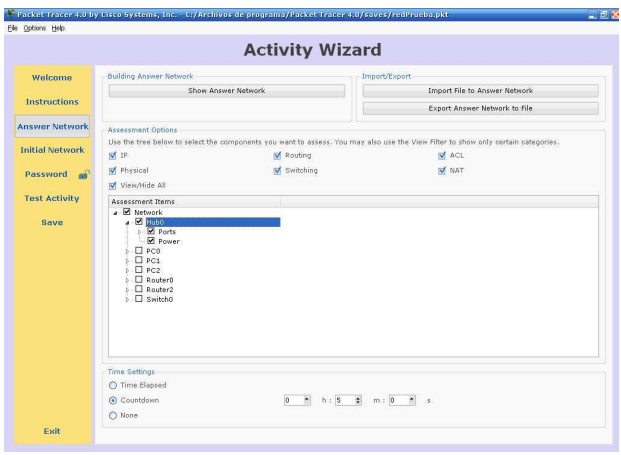 Packet Tracer 4.0 by Cisco Systems, Inc. - C:/Archivos de programa/Packet Tracer 4.0/saves/redPrueba.pkt
File Options Help
Activity Wizard
Welcome
Instructions
Answer Network
Initial Network
Password
Test Activity
Save
Exit
Building Answer Network
Show Answer Network
Import/Export
Import File to Answer Network
Export Answer Network to File
Assessment Options
Use the tree below to select the components you want to assess. You may also use the View Filter to show only certain categories.
IP Routing ACL
Physical Switching NAT
View/Hide All
Assessment Items
Network
Hub0
Ports
Power
PC0
PC1
PC2
Router0
Router2
Switch0
Time Settings
Time Elapsed
Countdown 0 h : 5 m : 0 s
None